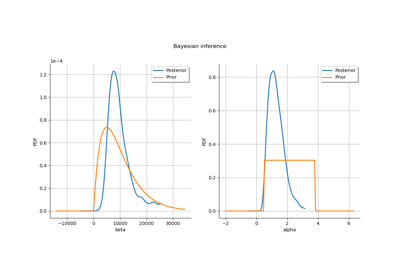 Bayesian inference
1e−4
Posterior
Prior
1.2
1.0
0.8
0.6
0.4
0.2
0.0
PDF
−10000 0 10000 20000 30000
beta
Posterior
Prior
0.8
0.6
0.4
0.2
0.0
PDF
−2 0 2 4 6
alpha